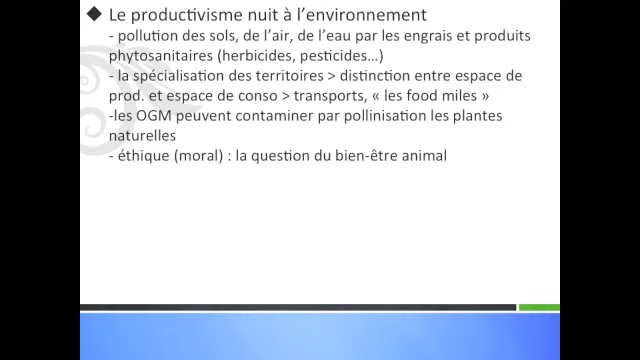 ◆ Le productivisme nuit à l'environnement
- pollution des sols, de l'air, de l'eau par les engrais et produits
phytosanitaires (herbicides, pesticides…)
- la spécialisation des territoires > distinction entre espace de
prod. et espace de conso > transports, « les food miles »
-les OGM peuvent contaminer par pollinisation les plantes
naturelles
- éthique (moral) : la question du bien-être animal